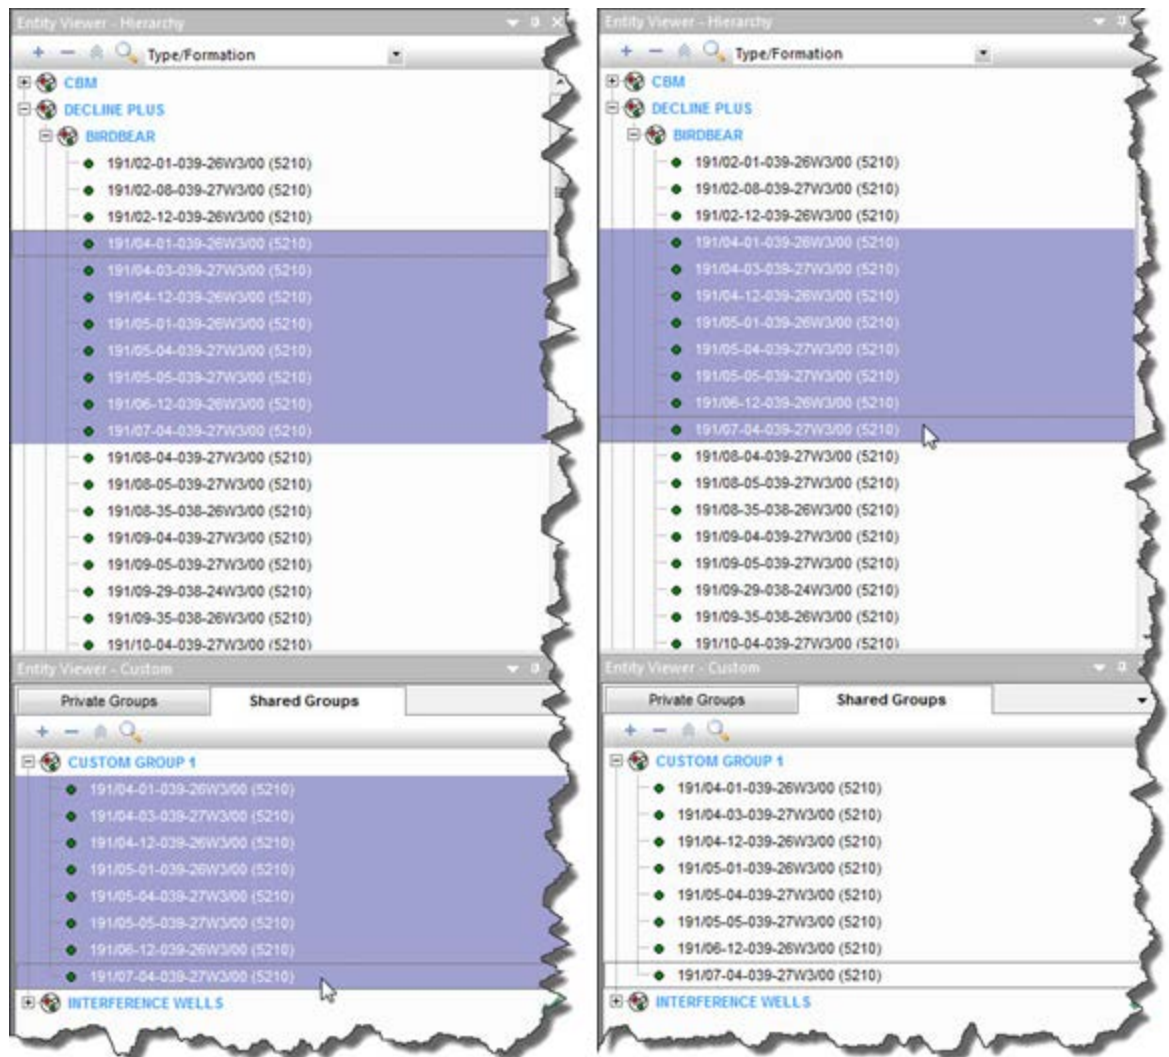 Entity Viewer - Hierarchy
Type/Formation
CBM
DECLINE PLUS
BIRDBEAR
191/02-01-039-26W3/00 (5210)
191/02-08-039-27W3/00 (5210)
191/02-12-039-26W3/00 (5210)
191/04-01-039-26W3/00 (5210)
191/04-03-039-27W3/00 (5210)
191/04-12-039-26W3/00 (5210)
191/05-01-039-26W3/00 (5210)
191/05-04-039-27W3/00 (5210)
191/05-05-039-27W3/00 (5210)
191/06-12-039-26W3/00 (5210)
191/07-04-039-27W3/00 (5210)
191/08-04-039-27W3/00 (5210)
191/08-05-039-27W3/00 (5210)
191/08-35-038-26W3/00 (5210)
191/09-04-039-27W3/00 (5210)
191/09-05-039-27W3/00 (5210)
191/09-29-038-24W3/00 (5210)
191/09-35-038-26W3/00 (5210)
191/10-04-039-27W3/00 (5210)
Entity Viewer - Custom
Private Groups Shared Groups
CUSTOM GROUP 1
191/04-01-039-26W3/00 (5210)
191/04-03-039-27W3/00 (5210)
191/04-12-039-26W3/00 (5210)
191/05-01-039-26W3/00 (5210)
191/05-04-039-27W3/00 (5210)
191/05-05-039-27W3/00 (5210)
191/06-12-039-26W3/00 (5210)
191/07-04-039-27W3/00 (5210)
INTERFERENCE WELLS
Entity Viewer - Hierarchy
Type/Formation
CBM
DECLINE PLUS
BIRDBEAR
191/02-01-039-26W3/00 (5210)
191/02-08-039-27W3/00 (5210)
191/02-12-039-26W3/00 (5210)
191/04-01-039-26W3/00 (5210)
191/04-03-039-27W3/00 (5210)
191/04-12-039-26W3/00 (5210)
191/05-01-039-26W3/00 (5210)
191/05-04-039-27W3/00 (5210)
191/05-05-039-27W3/00 (5210)
191/06-12-039-26W3/00 (5210)
191/07-04-039-27W3/00 (5210)
191/08-04-039-27W3/00 (5210)
191/08-05-039-27W3/00 (5210)
191/08-35-038-26W3/00 (5210)
191/09-04-039-27W3/00 (5210)
191/09-05-039-27W3/00 (5210)
191/09-29-038-24W3/00 (5210)
191/09-35-038-26W3/00 (5210)
191/10-04-039-27W3/00 (5210)
Entity Viewer - Custom
Private Groups Shared Groups
CUSTOM GROUP 1
191/04-01-039-26W3/00 (5210)
191/04-03-039-27W3/00 (5210)
191/04-12-039-26W3/00 (5210)
191/05-01-039-26W3/00 (5210)
191/05-04-039-27W3/00 (5210)
191/05-05-039-27W3/00 (5210)
191/06-12-039-26W3/00 (5210)
191/07-04-039-27W3/00 (5210)
INTERFERENCE WELLS